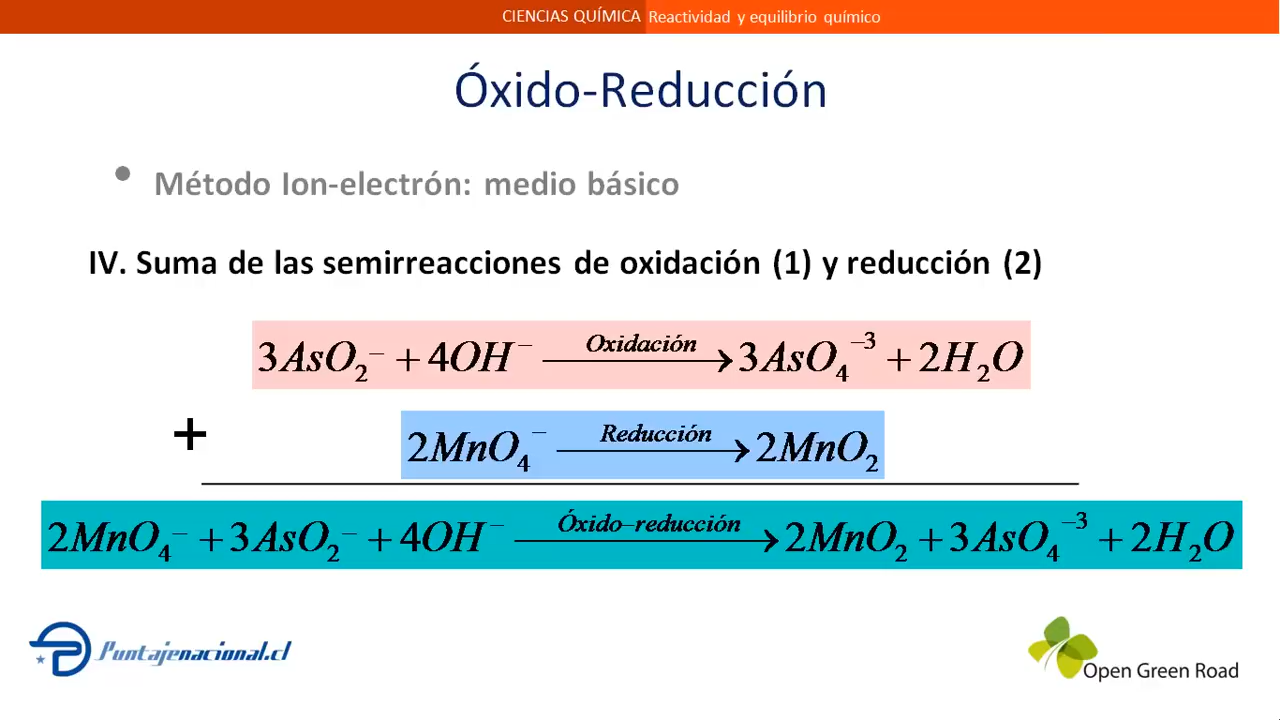 CIENCIAS QUÍMICA Reactividad y equilibrio químico
Óxido-Reducción
• Método Ion-electrón: medio básico
IV. Suma de las semirreacciones de oxidación (1) y reducción (2)
3AsO₂⁻ + 4OH⁻ —Oxidación→ 3AsO₄⁻³ + 2H₂O
+
2MnO₄⁻ —Reducción→ 2MnO₂
2MnO₄⁻ + 3AsO₂⁻ + 4OH⁻ —Óxido–reducción→ 2MnO₂ + 3AsO₄⁻³ + 2H₂O
Puntajenacional.cl
Open Green Road